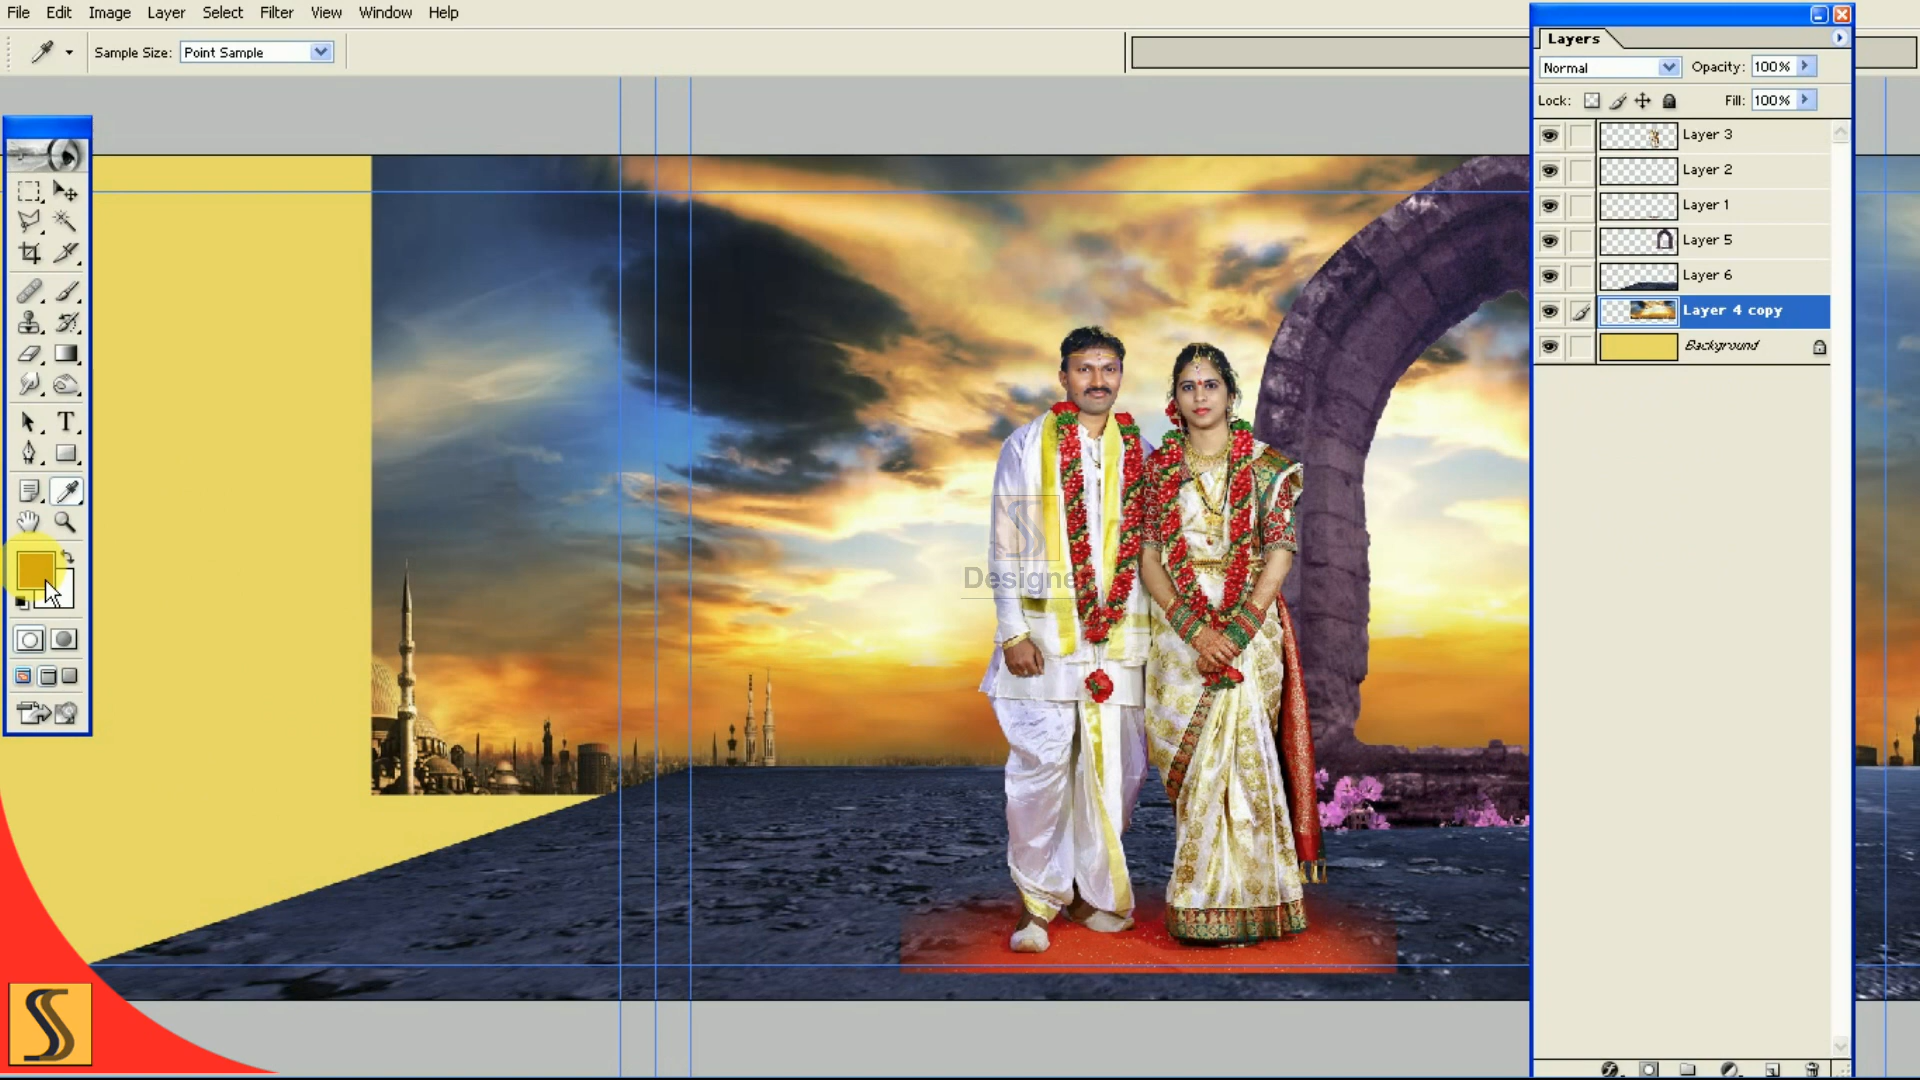 File Edit Image Layer Select Filter View Window Help
Sample Size: Point Sample
Layers
Normal Opacity: 100%
Lock: Fill: 100%
Layer 3
Layer 2
Layer 1
Layer 5
Layer 6
Layer 4 copy
Background
T
S
Designer
S